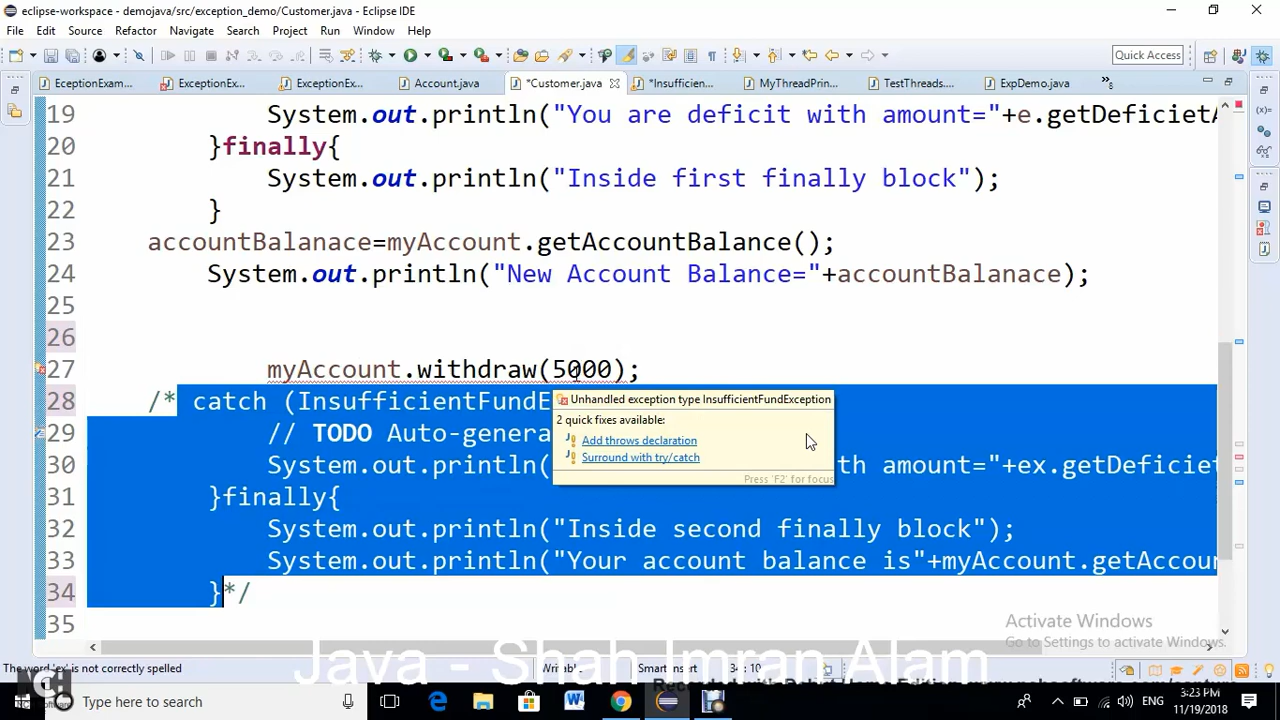 eclipse-workspace - demojava/src/exception_demo/Customer.java - Eclipse IDE
File Edit Source Refactor Navigate Search Project Run Window Help
Quick Access
EceptionExam... ExceptionEx... ExceptionEx... Account.java *Customer.java *Insufficien... MyThreadPrin... TestThreads.... ExpDemo.java
19 System.out.println("You are deficit with amount="+e.getDeficietA
20 }finally{
21 System.out.println("Inside first finally block");
22 }
23 accountBalanace=myAccount.getAccountBalance();
24 System.out.println("New Account Balance="+accountBalanace);
25
26
27 myAccount.withdraw(5000);
28 /* catch (InsufficientFundE
Unhandled exception type InsufficientFundException
2 quick fixes available:
Add throws declaration
Surround with try/catch
Press 'F2' for focus
29 // TODO Auto-genera
30 System.out.println( th amount="+ex.getDeficiet
31 }finally{
32 System.out.println("Inside second finally block");
33 System.out.println("Your account balance is"+myAccount.getAccoun
34 }*/
35
Activate Windows
Go to Settings to activate Windows.
The word 'ex' is not correctly spelled Smart Insert 34 : 10
Java - Shah Imran Alam
Type here to search
ENG
3:23 PM
11/19/2018